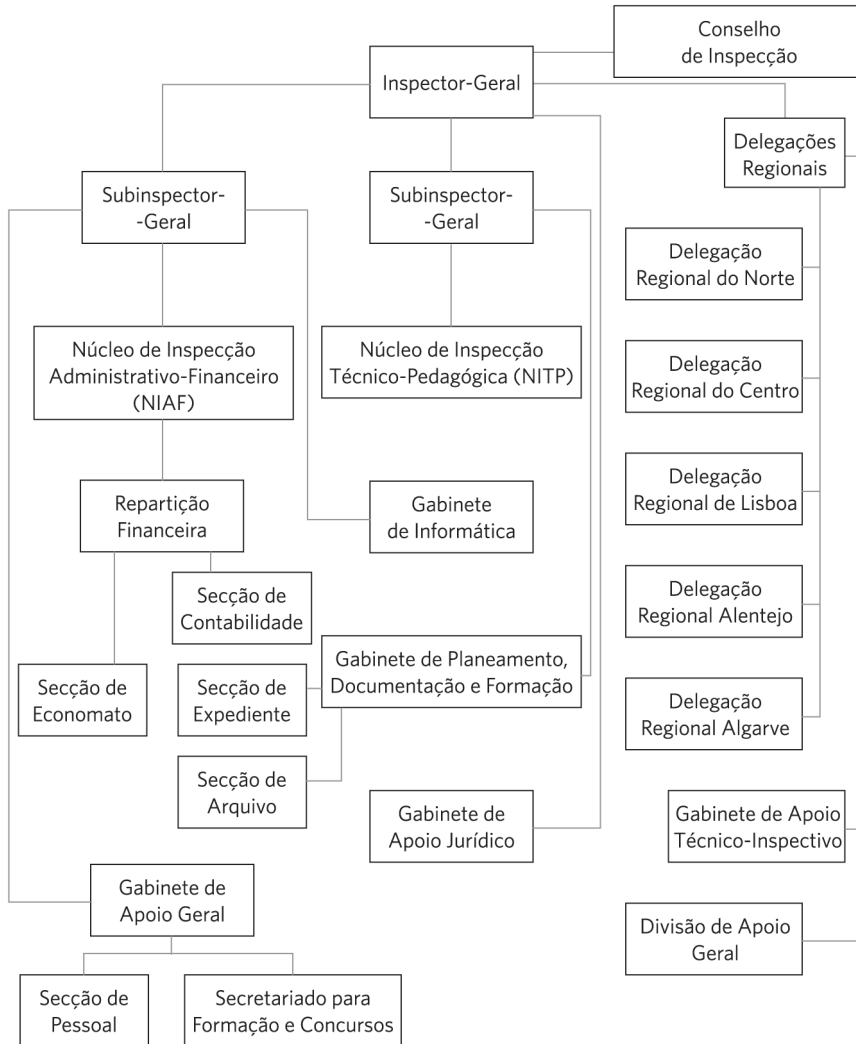 Conselho
de Inspecção
Inspector-Geral
Delegações
Regionais
Subinspector-
-Geral
Subinspector-
-Geral
Delegação
Regional do Norte
Núcleo de Inspecção
Administrativo-Financeiro
(NIAF)
Núcleo de Inspecção
Técnico-Pedagógica (NITP)
Delegação
Regional do Centro
Repartição
Financeira
Gabinete
de Informática
Delegação
Regional de Lisboa
Secção de
Contabilidade
Delegação
Regional Alentejo
Secção de
Economato
Secção de
Expediente
Gabinete de Planeamento,
Documentação e Formação
Delegação
Regional Algarve
Secção de
Arquivo
Gabinete de
Apoio Jurídico
Gabinete de Apoio
Técnico-Inspectivo
Gabinete de
Apoio Geral
Divisão de Apoio
Geral
Secção de
Pessoal
Secretariado para
Formação e Concursos